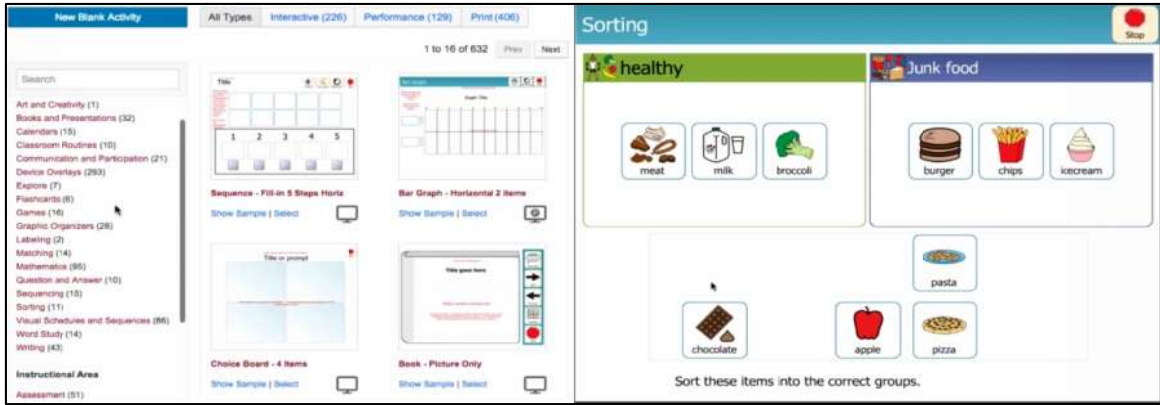 New Blank Activity
All Types
Interactive (226)
Performance (129)
Print (406)
1 to 16 of 632
Prev
Next
Search
Art and Creativity (1)
Books and Presentations (32)
Calendars (15)
Classroom Routines (10)
Communication and Participation (21)
Device Overlays (293)
Explore (7)
Flashcards (6)
Games (16)
Graphic Organizers (28)
Labeling (2)
Matching (14)
Mathematics (95)
Question and Answer (10)
Sequencing (15)
Sorting (11)
Visual Schedules and Sequences (86)
Word Study (14)
Writing (43)
Instructional Area
Assessment (51)
Title
1 2 3 4 5
Sequence - Fill-in 5 Steps Horiz
Show Sample | Select
Bar Graph
Graph Title
Bar Graph - Horizontal 2 Items
Show Sample | Select
Title or prompt
Choice Board - 4 Items
Show Sample | Select
Title goes here
Book - Picture Only
Show Sample | Select
Sorting
Stop
healthy
Junk food
meat
milk
broccoli
burger
chips
icecream
pasta
chocolate
apple
pizza
Sort these items into the correct groups.